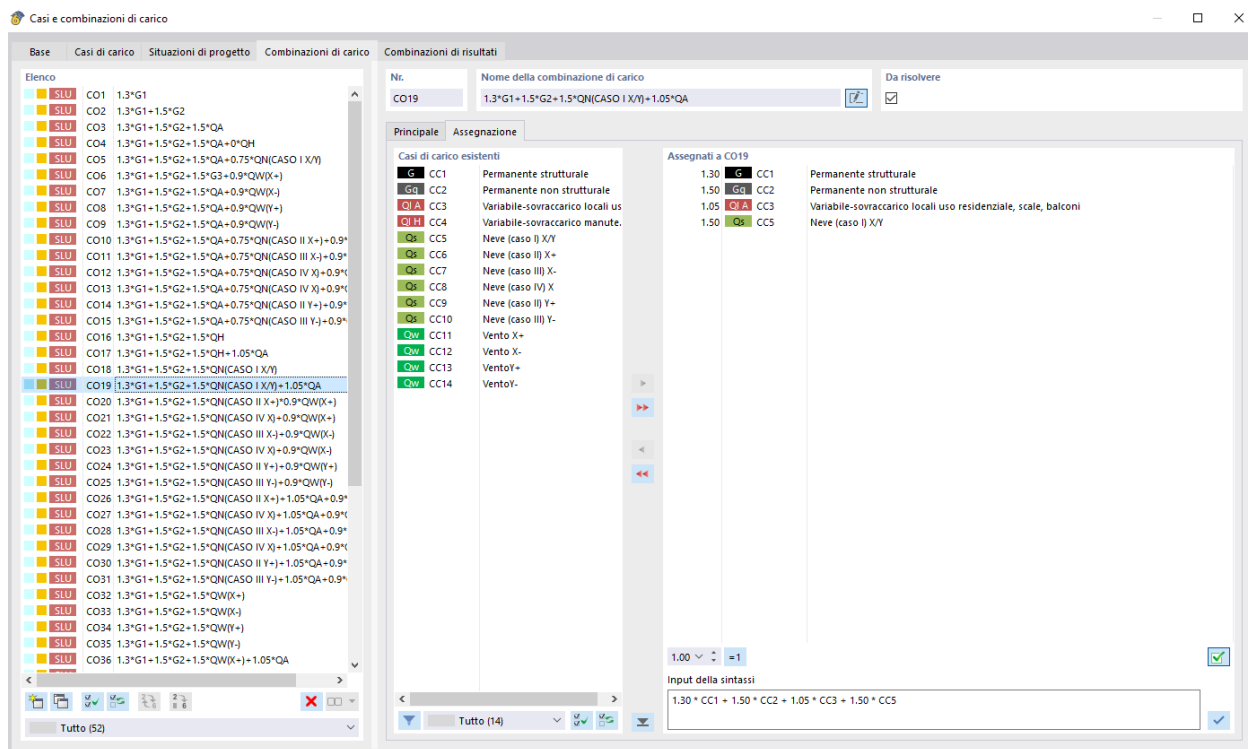 Casi e combinazioni di carico
Base Casi di carico Situazioni di progetto Combinazioni di carico Combinazioni di risultati
Elenco
SLU CO1 1.3*G1
SLU CO2 1.3*G1+1.5*G2
SLU CO3 1.3*G1+1.5*G2+1.5*QA
SLU CO4 1.3*G1+1.5*G2+1.5*QA+0*QH
SLU CO5 1.3*G1+1.5*G2+1.5*QA+0.75*QN(CASO I X/Y)
SLU CO6 1.3*G1+1.5*G2+1.5*G3+0.9*QW(X+)
SLU CO7 1.3*G1+1.5*G2+1.5*QA+0.9*QW(X-)
SLU CO8 1.3*G1+1.5*G2+1.5*QA+0.9*QW(Y+)
SLU CO9 1.3*G1+1.5*G2+1.5*QA+0.9*QW(Y-)
SLU CO10 1.3*G1+1.5*G2+1.5*QA+0.75*QN(CASO II X+)+0.9*
SLU CO11 1.3*G1+1.5*G2+1.5*QA+0.75*QN(CASO III X-)+0.9*
SLU CO12 1.3*G1+1.5*G2+1.5*QA+0.75*QN(CASO IV X)+0.9*
SLU CO13 1.3*G1+1.5*G2+1.5*QA+0.75*QN(CASO IV X)+0.9*
SLU CO14 1.3*G1+1.5*G2+1.5*QA+0.75*QN(CASO II Y+)+0.9*
SLU CO15 1.3*G1+1.5*G2+1.5*QA+0.75*QN(CASO III Y-)+0.9*
SLU CO16 1.3*G1+1.5*G2+1.5*QH
SLU CO17 1.3*G1+1.5*G2+1.5*QH+1.05*QA
SLU CO18 1.3*G1+1.5*G2+1.5*QN(CASO I X/Y)
SLU CO19 1.3*G1+1.5*G2+1.5*QN(CASO I X/Y)+1.05*QA
SLU CO20 1.3*G1+1.5*G2+1.5*QN(CASO II X+)*0.9*QW(X+)
SLU CO21 1.3*G1+1.5*G2+1.5*QN(CASO IV X)+0.9*QW(X+)
SLU CO22 1.3*G1+1.5*G2+1.5*QN(CASO III X-)+0.9*QW(X-)
SLU CO23 1.3*G1+1.5*G2+1.5*QN(CASO IV X)+0.9*QW(X-)
SLU CO24 1.3*G1+1.5*G2+1.5*QN(CASO II Y+)+0.9*QW(Y+)
SLU CO25 1.3*G1+1.5*G2+1.5*QN(CASO III Y-)+0.9*QW(Y-)
SLU CO26 1.3*G1+1.5*G2+1.5*QN(CASO II X+)+1.05*QA+0.9*
SLU CO27 1.3*G1+1.5*G2+1.5*QN(CASO IV X)+1.05*QA+0.9*
SLU CO28 1.3*G1+1.5*G2+1.5*QN(CASO III X-)+1.05*QA+0.9*
SLU CO29 1.3*G1+1.5*G2+1.5*QN(CASO IV X)+1.05*QA+0.9*
SLU CO30 1.3*G1+1.5*G2+1.5*QN(CASO II Y+)+1.05*QA+0.9*
SLU CO31 1.3*G1+1.5*G2+1.5*QN(CASO III Y-)+1.05*QA+0.9*
SLU CO32 1.3*G1+1.5*G2+1.5*QW(X+)
SLU CO33 1.3*G1+1.5*G2+1.5*QW(X-)
SLU CO34 1.3*G1+1.5*G2+1.5*QW(Y+)
SLU CO35 1.3*G1+1.5*G2+1.5*QW(Y-)
SLU CO36 1.3*G1+1.5*G2+1.5*QW(X+)+1.05*QA
Tutto (52)
Nr. Nome della combinazione di carico Da risolvere
CO19 1.3*G1+1.5*G2+1.5*QN(CASO I X/Y)+1.05*QA
Principale Assegnazione
Casi di carico esistenti
G CC1 Permanente strutturale
Gq CC2 Permanente non strutturale
QI A CC3 Variabile-sovraccarico locali us
QI H CC4 Variabile-sovraccarico manute.
Qs CC5 Neve (caso I) X/Y
Qs CC6 Neve (caso II) X+
Qs CC7 Neve (caso III) X-
Qs CC8 Neve (caso IV) X
Qs CC9 Neve (caso II) Y+
Qs CC10 Neve (caso III) Y-
Qw CC11 Vento X+
Qw CC12 Vento X-
Qw CC13 VentoY+
Qw CC14 VentoY-
Tutto (14)
Assegnati a CO19
1.30 G CC1 Permanente strutturale
1.50 Gq CC2 Permanente non strutturale
1.05 QI A CC3 Variabile-sovraccarico locali uso residenziale, scale, balconi
1.50 Qs CC5 Neve (caso I) X/Y
1.00 =1
Input della sintassi
1.30 * CC1 + 1.50 * CC2 + 1.05 * CC3 + 1.50 * CC5